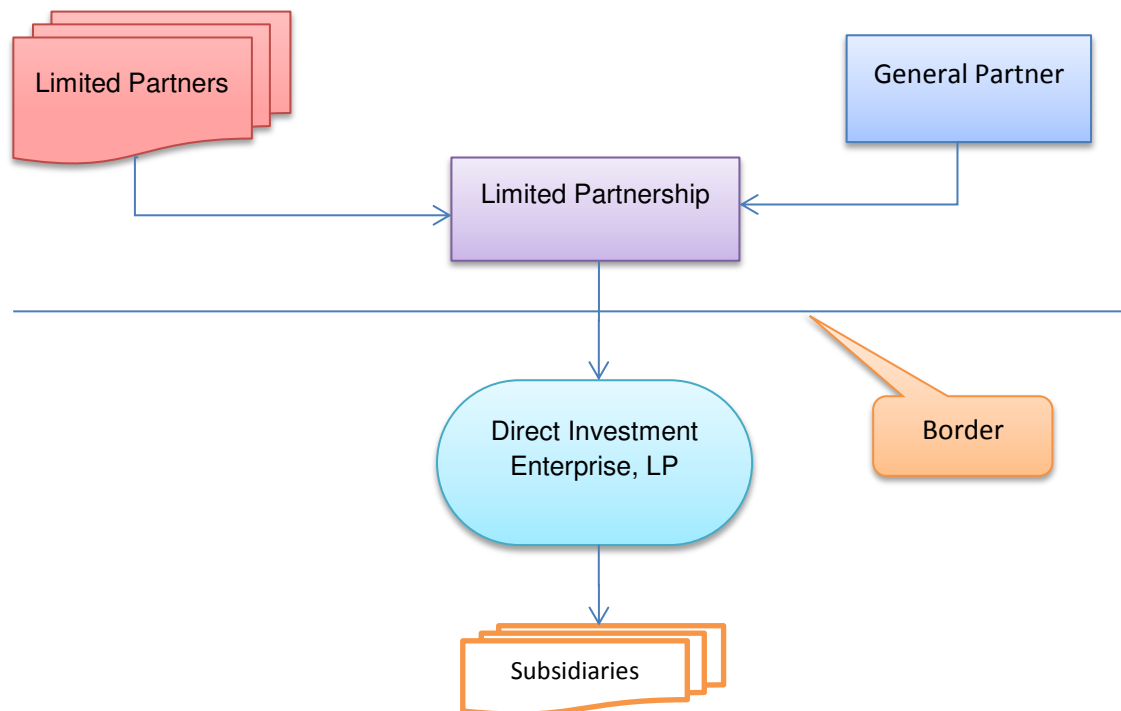 Limited Partners
General Partner
Limited Partnership
Direct Investment
Enterprise, LP
Border
Subsidiaries